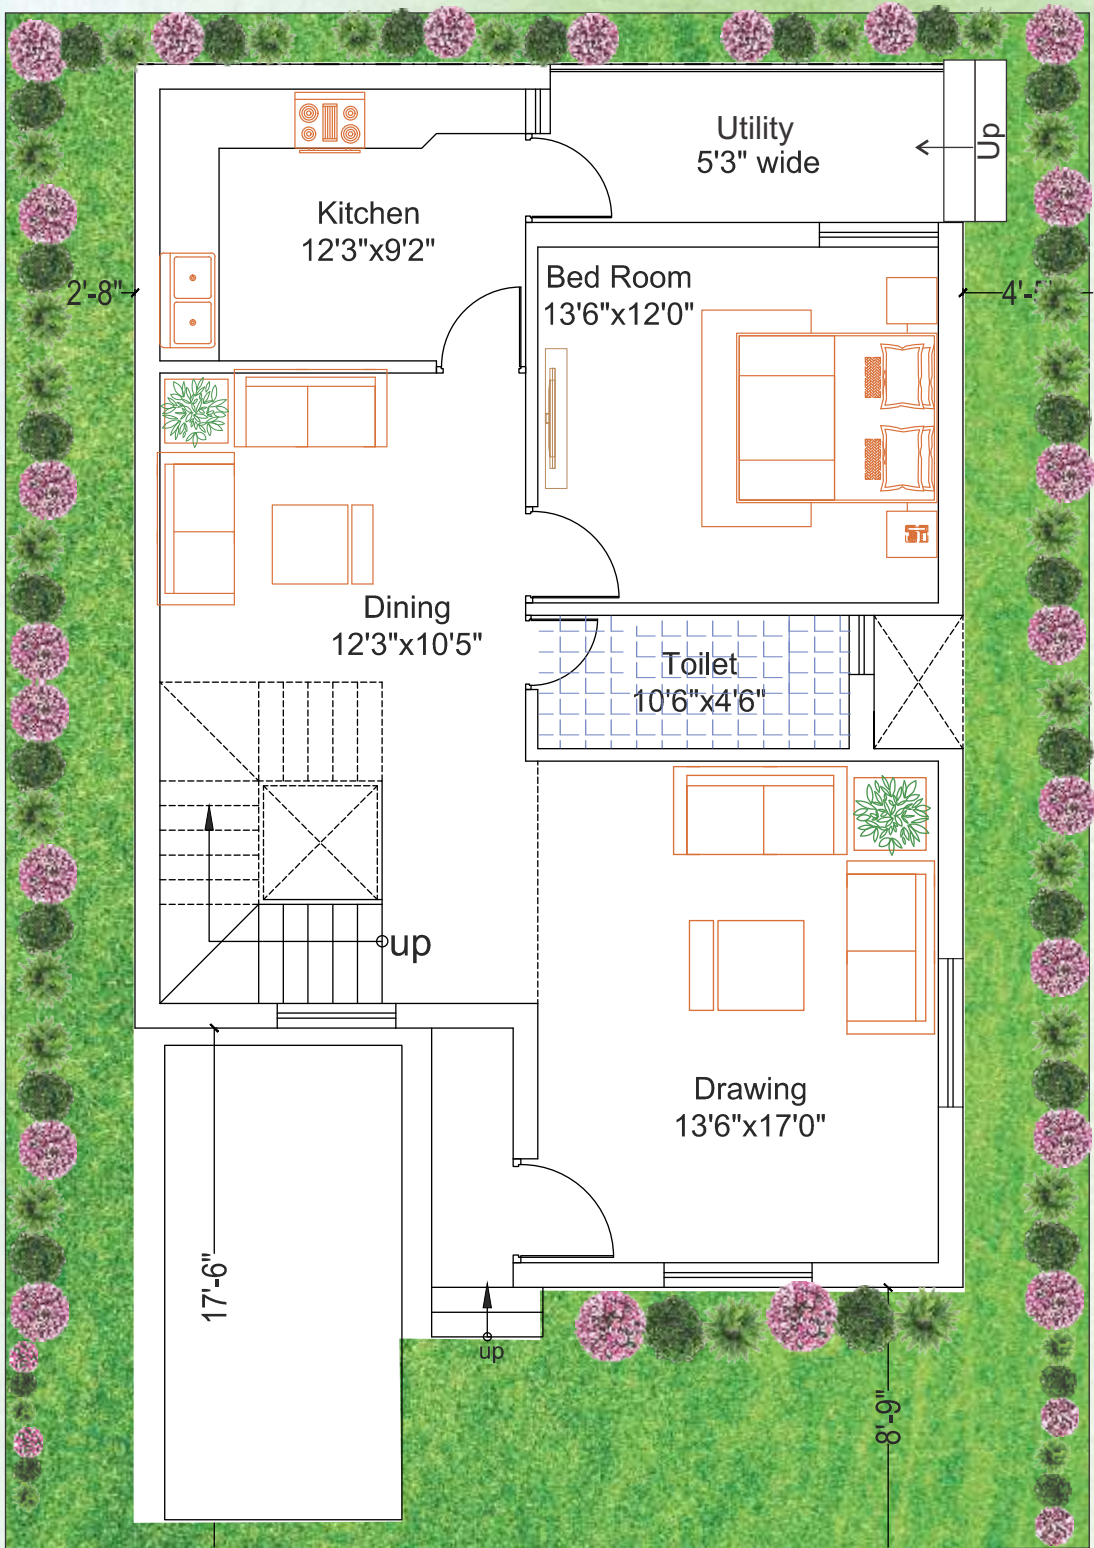 Utility
5'3" wide
Up
Kitchen
12'3"x9'2"
Bed Room
13'6"x12'0"
2'-8"
Dining
12'3"x10'5"
Toilet
10'6"x4'6"
up
Drawing
13'6"x17'0"
17'-6"
up
8'-9"